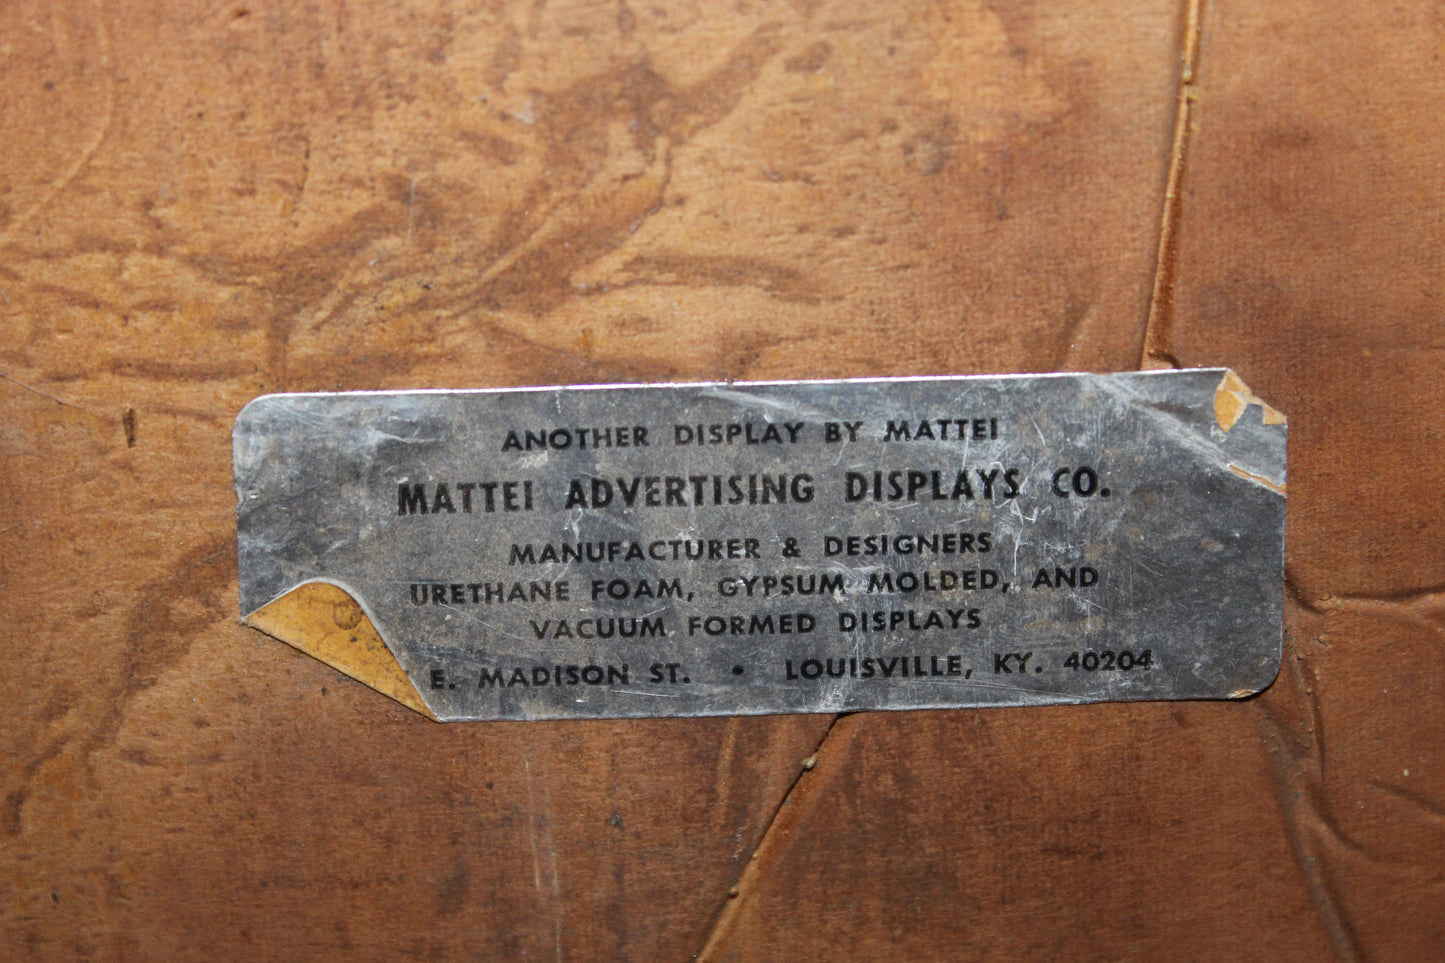 ANOTHER DISPLAY BY MATTEI
MATTEI ADVERTISING DISPLAYS CO.
MANUFACTURER & DESIGNERS
URETHANE FOAM, GYPSUM MOLDED, AND
VACUUM FORMED DISPLAYS
E. MADISON ST. • LOUISVILLE, KY. 40204